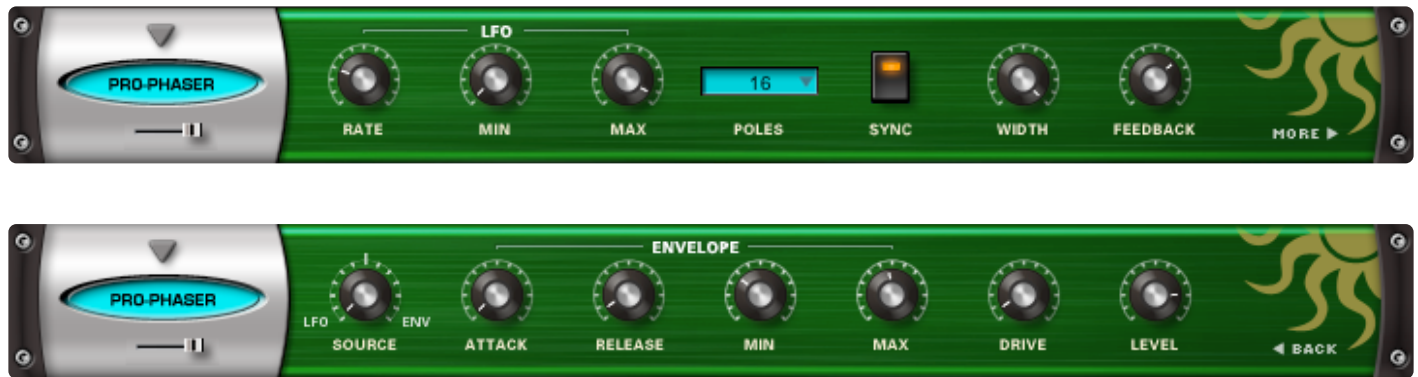 LFO
PRO-PHASER
16
RATE MIN MAX POLES SYNC WIDTH FEEDBACK
MORE
ENVELOPE
PRO-PHASER
LFO ENV
SOURCE ATTACK RELEASE MIN MAX DRIVE LEVEL
BACK